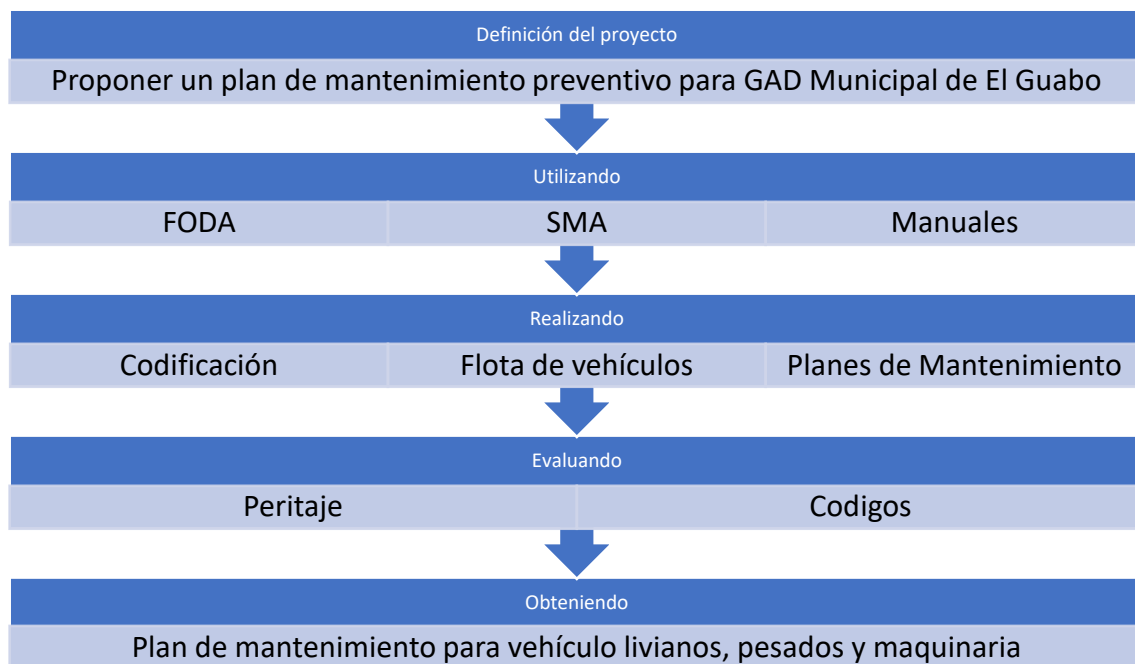 Definición del proyecto
Proponer un plan de mantenimiento preventivo para GAD Municipal de El Guabo
Utilizando
FODA SMA Manuales
Realizando
Codificación Flota de vehículos Planes de Mantenimiento
Evaluando
Peritaje Codigos
Obteniendo
Plan de mantenimiento para vehículo livianos, pesados y maquinaria